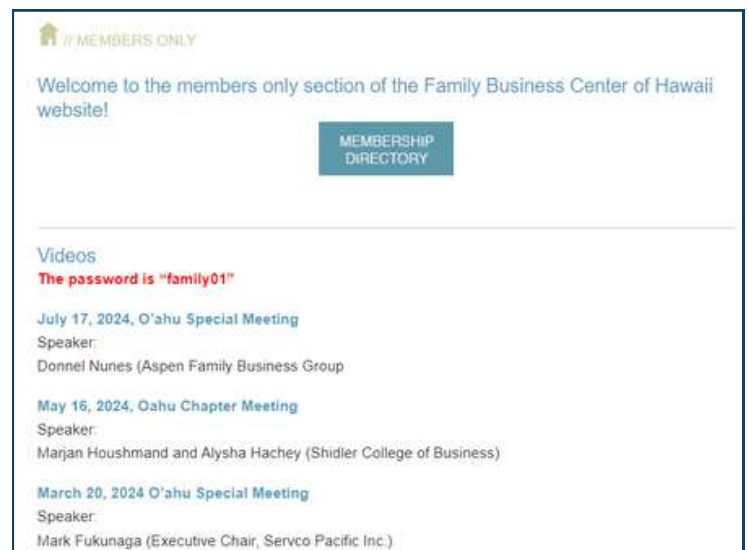 // MEMBERS ONLY
Welcome to the members only section of the Family Business Center of Hawaii
website!
MEMBERSHIP
DIRECTORY
Videos
The password is “family01”
July 17, 2024, O'ahu Special Meeting
Speaker:
Donnel Nunes (Aspen Family Business Group
May 16, 2024, Oahu Chapter Meeting
Speaker:
Marjan Houshmand and Alysha Hachey (Shidler College of Business)
March 20, 2024 O'ahu Special Meeting
Speaker:
Mark Fukunaga (Executive Chair, Servco Pacific Inc.)